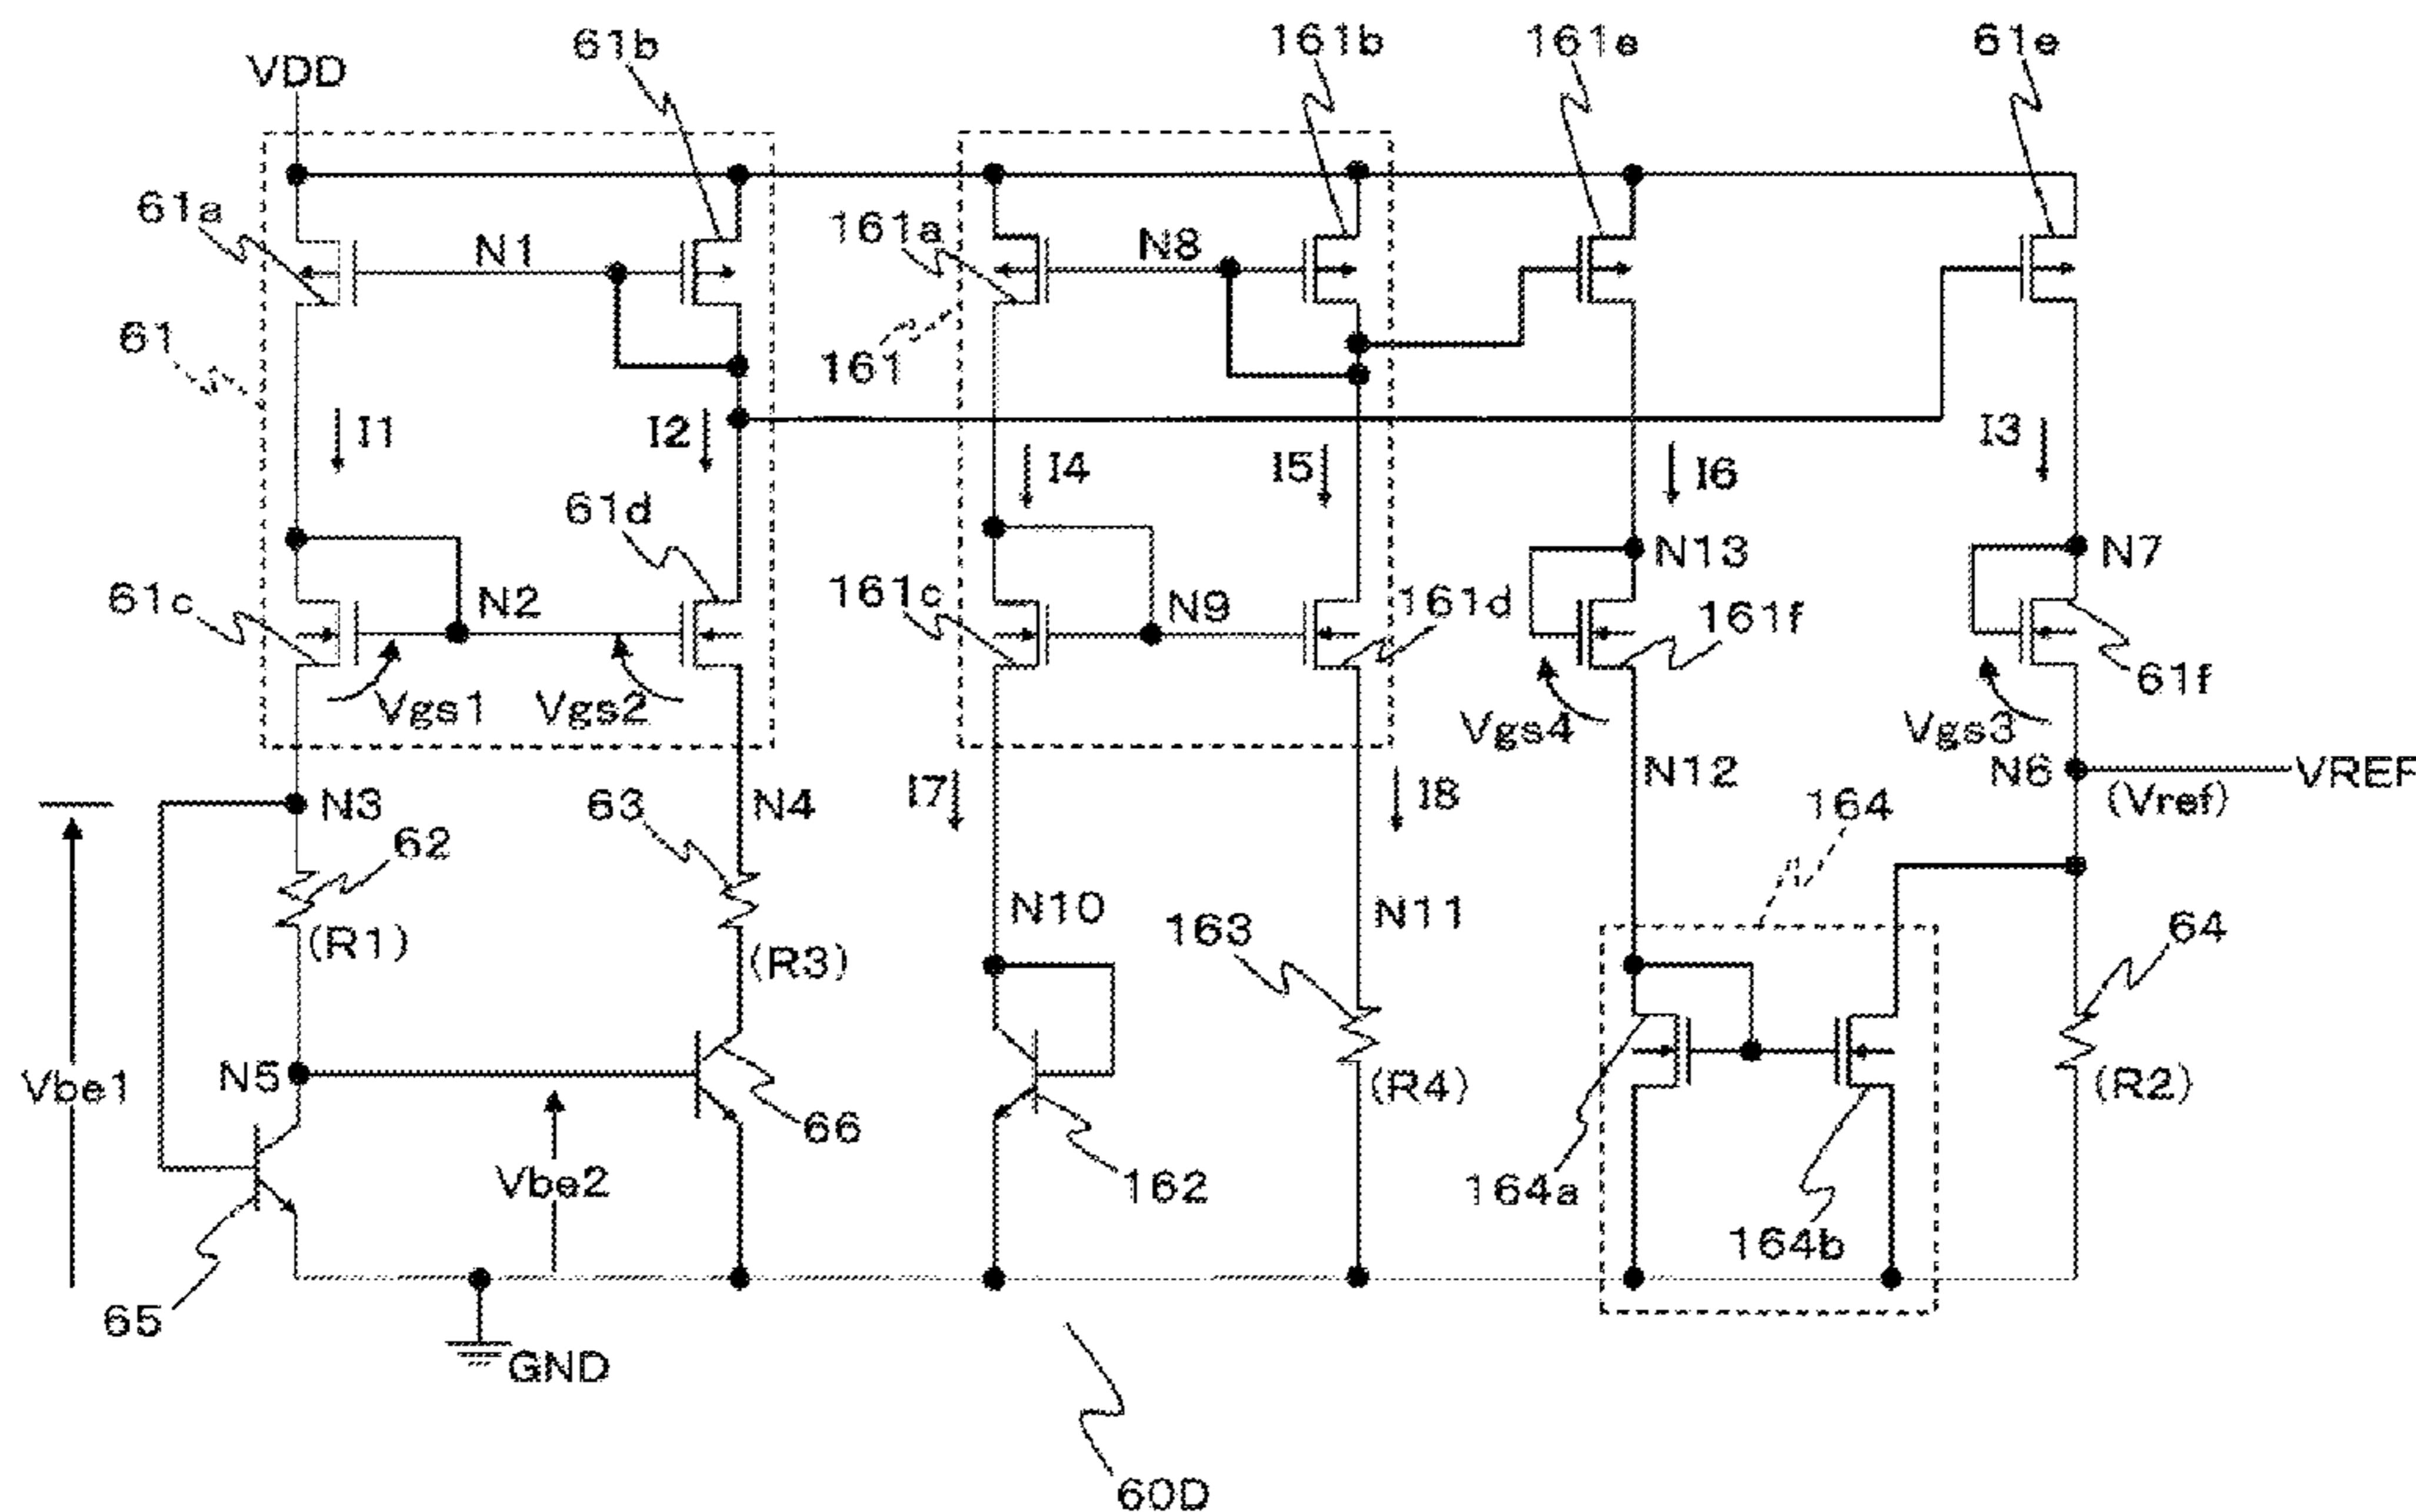 61b
161b
161e
61e
VDD
61a
N1
161a
N8
61
161
I1
I2
I4
I5
I6
I3
61d
N13
N7
61c
N2
161c
N9
161d
161f
61f
Vgs1
Vgs2
Vgs4
Vgs3
N3
N4
I7
I8
N12
N6
VREF
(Vref)
62
63
164
(R1)
(R3)
N10
163
N11
64
Vbe1
N5
66
(R4)
(R2)
Vbe2
162
164a
164b
65
GND
60D